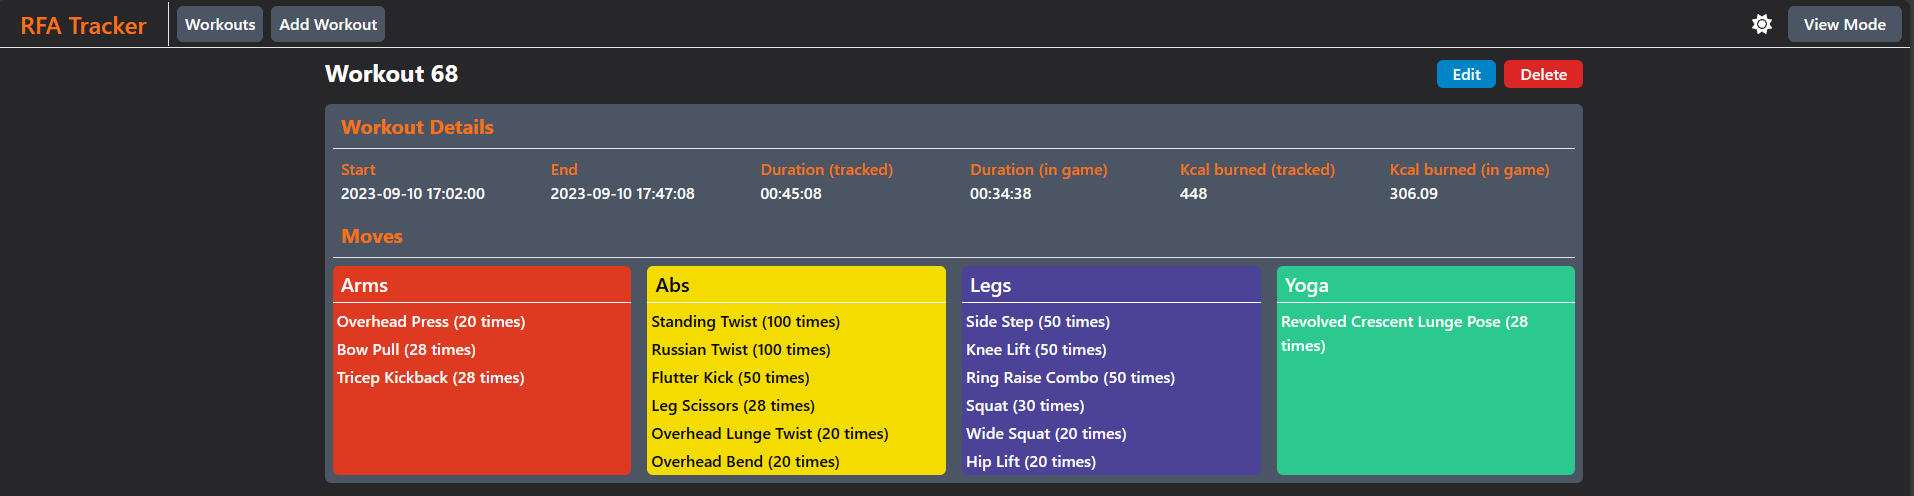 RFA Tracker
Workouts
Add Workout
View Mode
Workout 68
Edit
Delete
Workout Details
Start
2023-09-10 17:02:00
End
2023-09-10 17:47:08
Duration (tracked)
00:45:08
Duration (in game)
00:34:38
Kcal burned (tracked)
448
Kcal burned (in game)
306.09
Moves
Arms
Overhead Press (20 times)
Bow Pull (28 times)
Tricep Kickback (28 times)
Abs
Standing Twist (100 times)
Russian Twist (100 times)
Flutter Kick (50 times)
Leg Scissors (28 times)
Overhead Lunge Twist (20 times)
Overhead Bend (20 times)
Legs
Side Step (50 times)
Knee Lift (50 times)
Ring Raise Combo (50 times)
Squat (30 times)
Wide Squat (20 times)
Hip Lift (20 times)
Yoga
Revolved Crescent Lunge Pose (28
times)